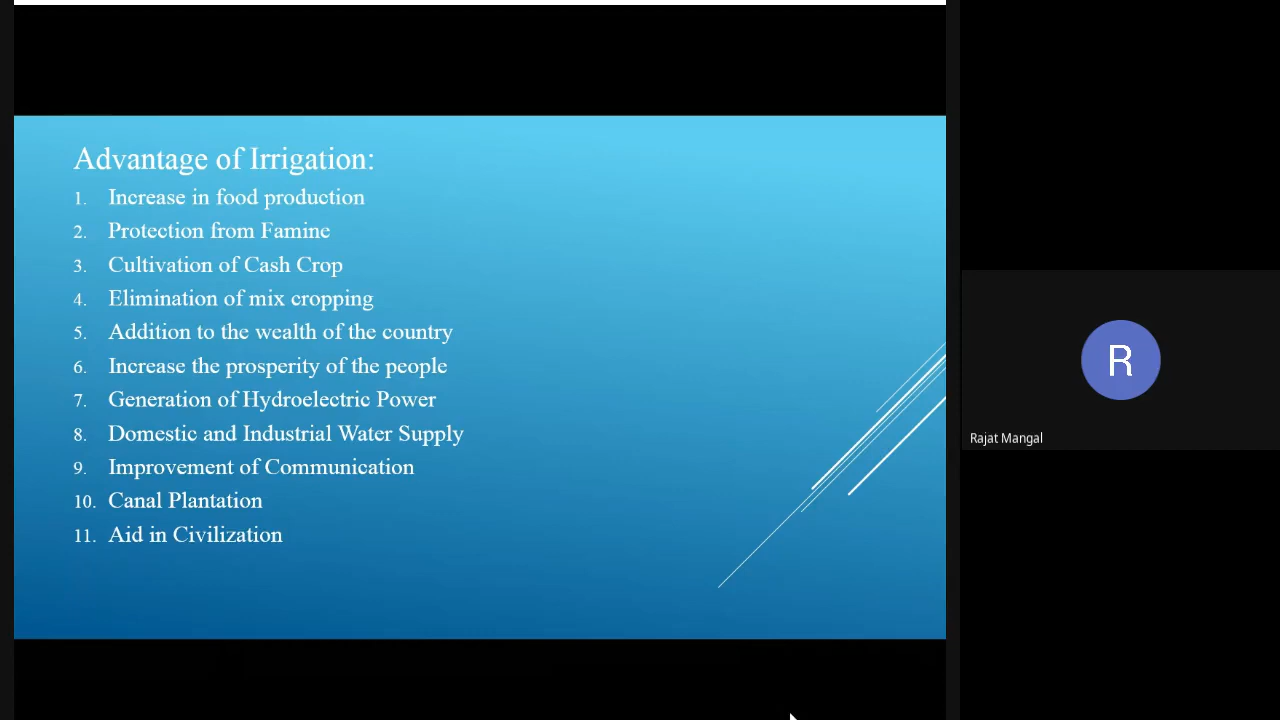 Advantage of Irrigation:
1. Increase in food production
2. Protection from Famine
3. Cultivation of Cash Crop
4. Elimination of mix cropping
5. Addition to the wealth of the country
6. Increase the prosperity of the people
7. Generation of Hydroelectric Power
8. Domestic and Industrial Water Supply
9. Improvement of Communication
10. Canal Plantation
11. Aid in Civilization
R
Rajat Mangal